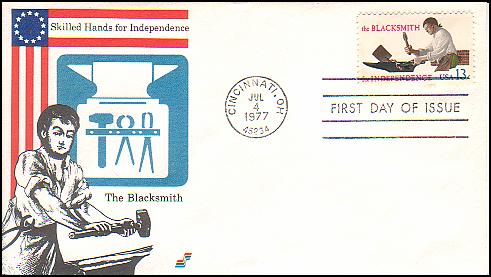 Skilled Hands for Independence
the BLACKSMITH
for INDEPENDENCE USA 13c
CINCINNATI, OH
JUL
4
1977
45234
FIRST DAY OF ISSUE
The Blacksmith